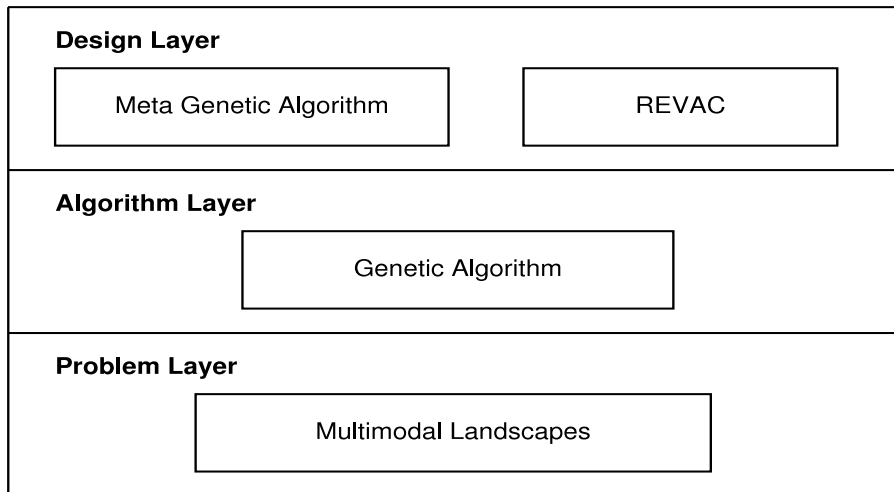 Design Layer
Meta Genetic Algorithm
REVAC
Algorithm Layer
Genetic Algorithm
Problem Layer
Multimodal Landscapes